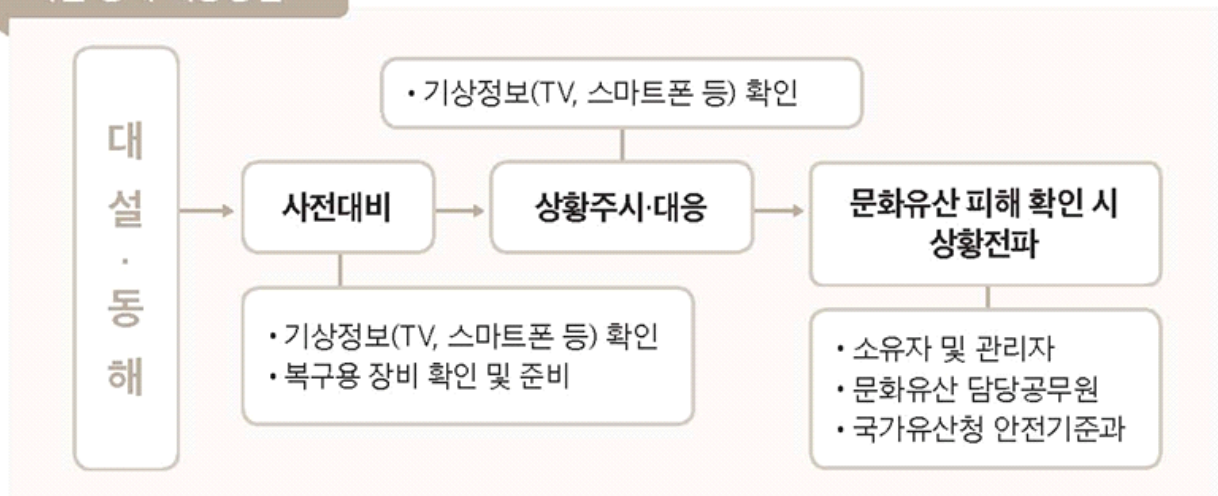 대설·동해
• 기상정보(TV, 스마트폰 등) 확인
사전대비
상황주시·대응
문화유산 피해 확인 시
상황전파
• 기상정보(TV, 스마트폰 등) 확인
• 복구용 장비 확인 및 준비
• 소유자 및 관리자
• 문화유산 담당공무원
• 국가유산청 안전기준과